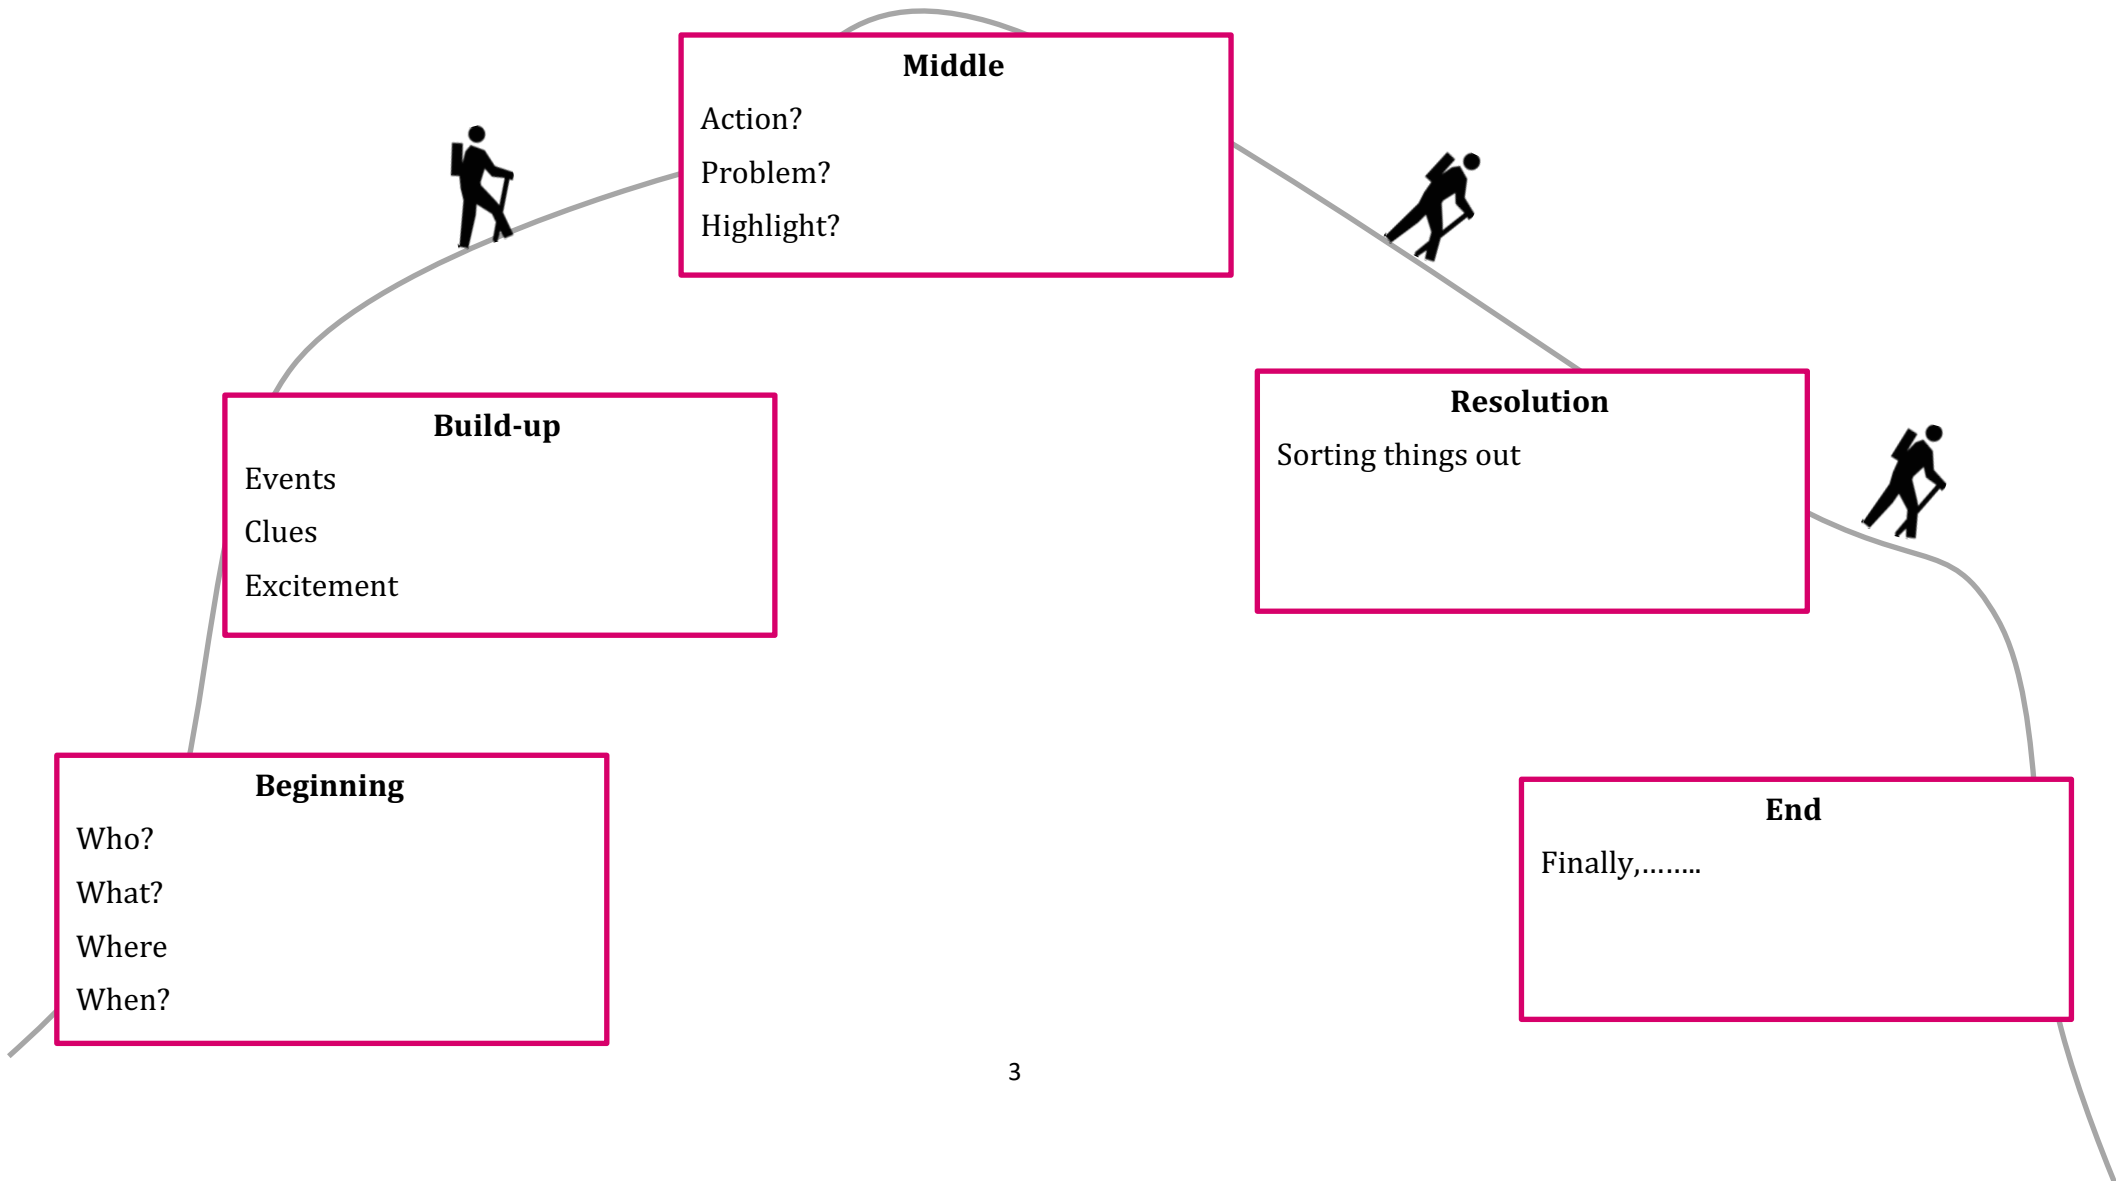 Middle
Action?
Problem?
Highlight?
Build-up
Events
Clues
Excitement
Resolution
Sorting things out
Beginning
Who?
What?
Where
When?
End
Finally,........
3